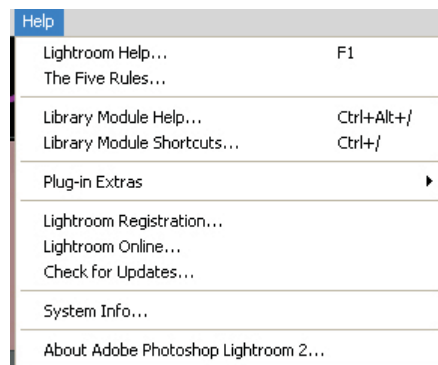 Help
Lightroom Help... F1
The Five Rules...
Library Module Help... Ctrl+Alt+/
Library Module Shortcuts... Ctrl+/
Plug-in Extras
Lightroom Registration...
Lightroom Online...
Check for Updates...
System Info...
About Adobe Photoshop Lightroom 2...